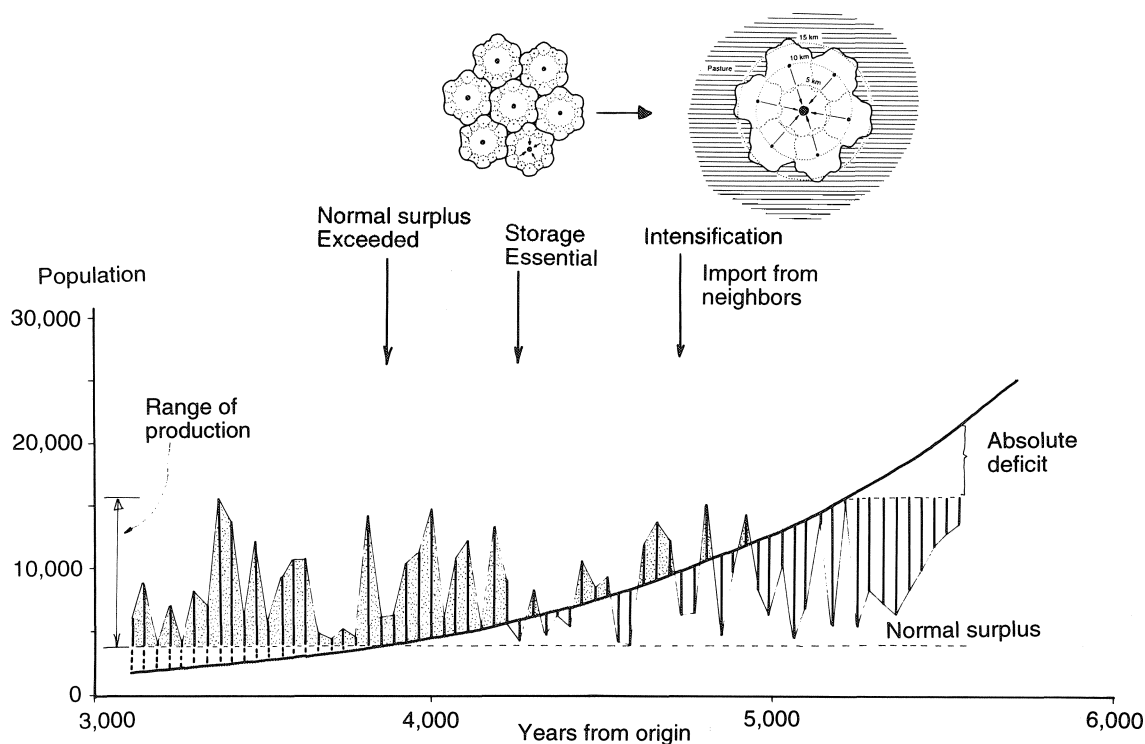 15 km
10 km
5 km
Pasture
Normal surplus
Exceeded
Storage
Essential
Intensification
Import from
neighbors
Population
30,000
20,000
10,000
0
Range of
production
Absolute
deficit
Normal surplus
3,000
4,000
5,000
6,000
Years from origin